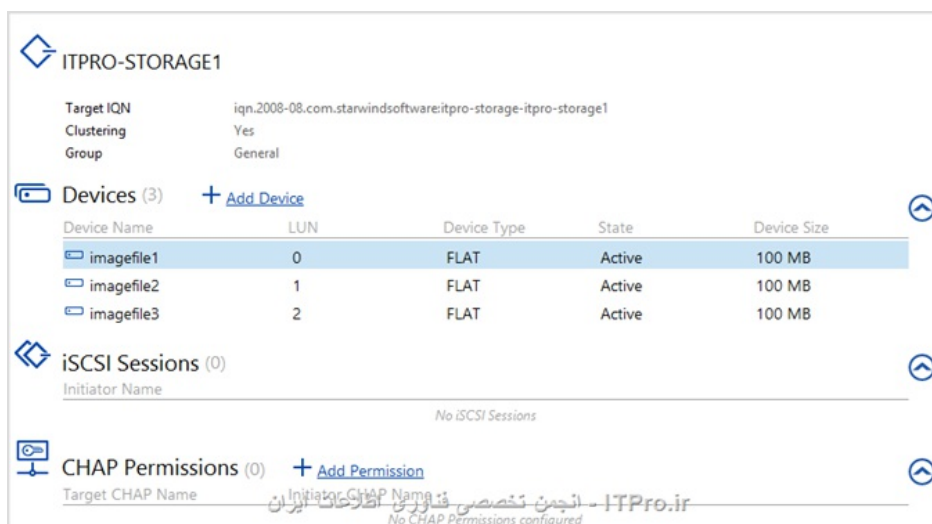 ITPRO-STORAGE1
Target IQN iqn.2008-08.com.starwindsoftware:itpro-storage-itpro-storage1
Clustering Yes
Group General
Devices (3) + Add Device
Device Name LUN Device Type State Device Size
imagefile1 0 FLAT Active 100 MB
imagefile2 1 FLAT Active 100 MB
imagefile3 2 FLAT Active 100 MB
iSCSI Sessions (0)
Initiator Name
No iSCSI Sessions
CHAP Permissions (0) + Add Permission
Target CHAP Name Initiator CHAP Name
ITPro.ir - انجمن تخصصی فناوری اطلاعات ایران
No CHAP Permissions configured